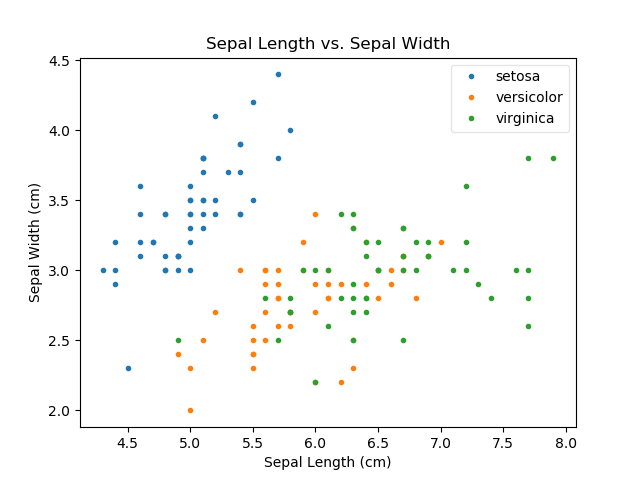 Sepal Length vs. Sepal Width
4.5
4.0
3.5
3.0
2.5
2.0
Sepal Width (cm)
setosa
versicolor
virginica
4.5 5.0 5.5 6.0 6.5 7.0 7.5 8.0
Sepal Length (cm)